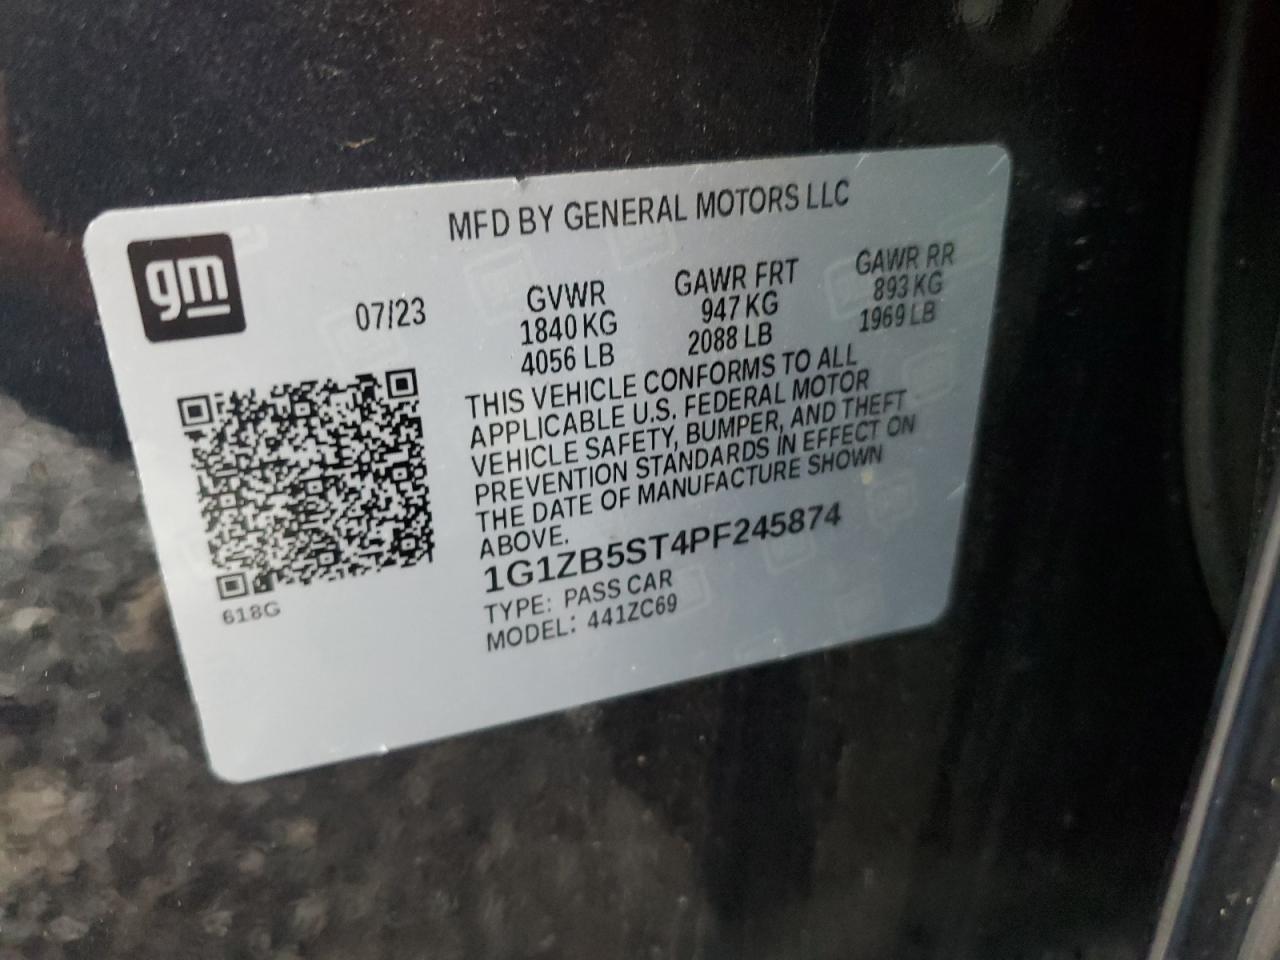 MFD BY GENERAL MOTORS LLC
gm
07/23
GVWR GAWR FRT GAWR RR
1840 KG 947 KG 893 KG
4056 LB 2088 LB 1969 LB
THIS VEHICLE CONFORMS TO ALL
APPLICABLE U.S. FEDERAL MOTOR
VEHICLE SAFETY, BUMPER, AND THEFT
PREVENTION STANDARDS IN EFFECT ON
THE DATE OF MANUFACTURE SHOWN
ABOVE.
1G1ZB5ST4PF245874
TYPE: PASS CAR
MODEL: 441ZC69
618G